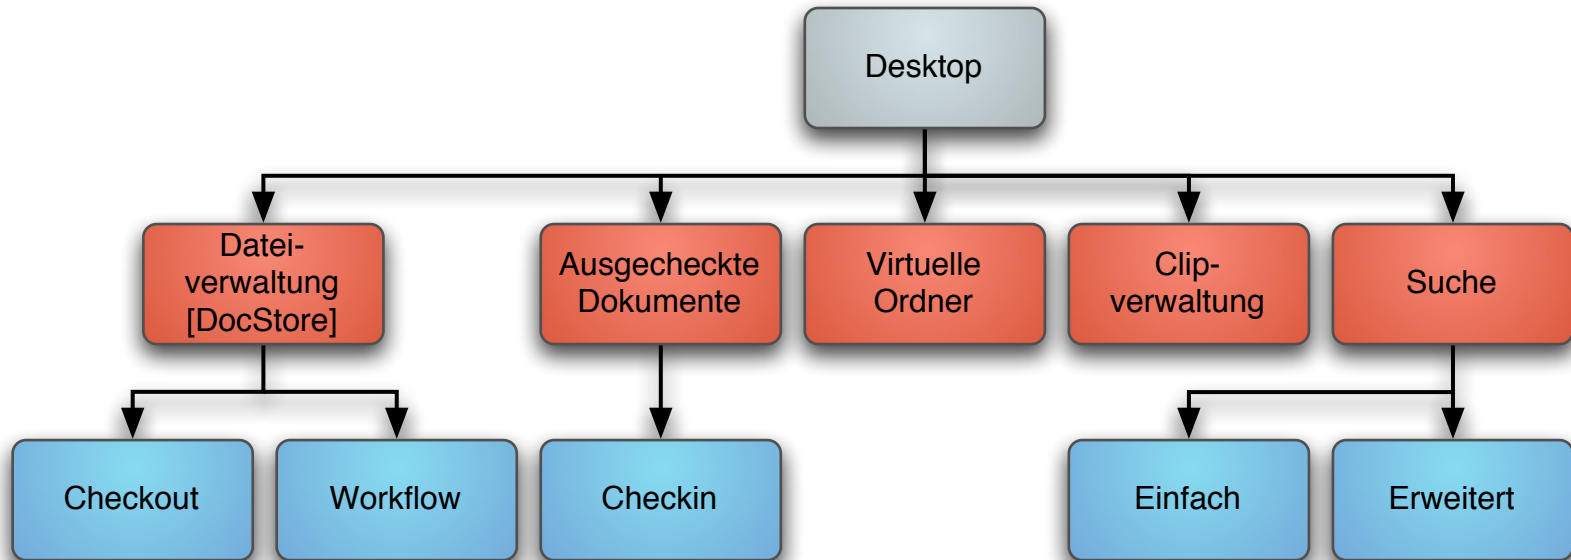 Desktop
Datei-
verwaltung
[DocStore]
Ausgecheckte
Dokumente
Virtuelle
Ordner
Clip-
verwaltung
Suche
Checkout
Workflow
Checkin
Einfach
Erweitert